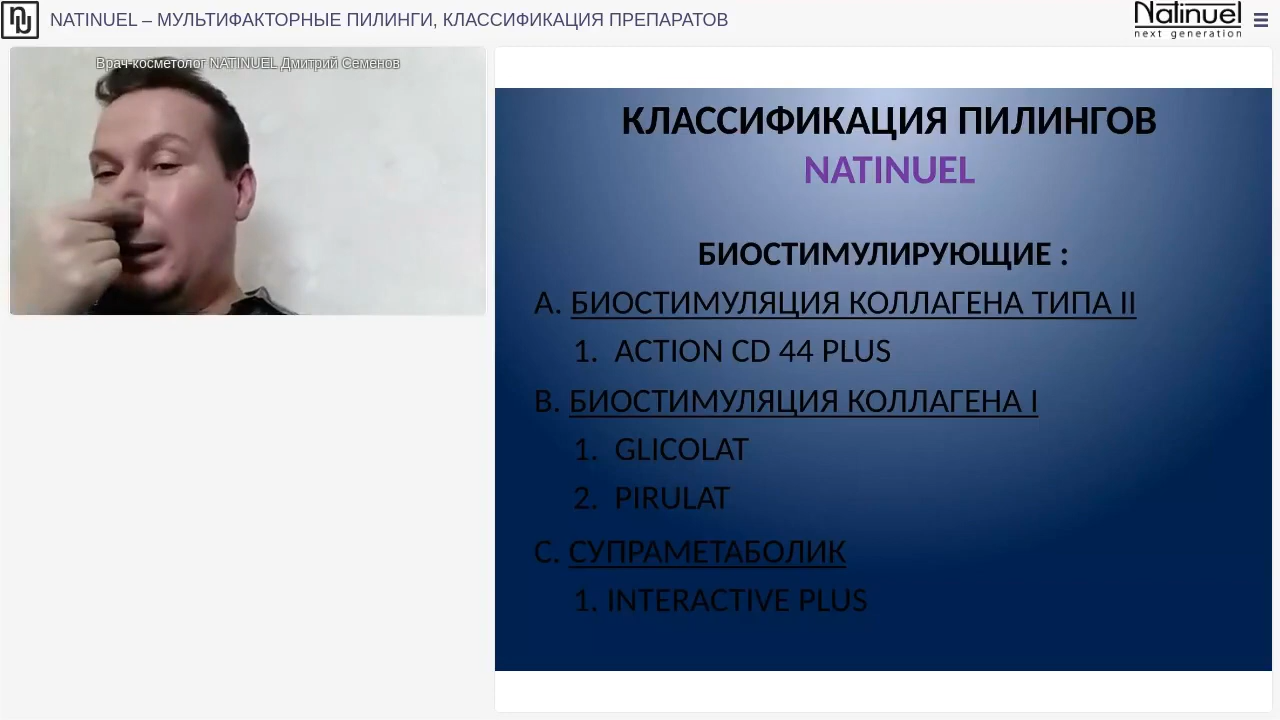 NATINUEL – МУЛЬТИФАКТОРНЫЕ ПИЛИНГИ, КЛАССИФИКАЦИЯ ПРЕПАРАТОВ
Natinuel
next generation
Врач-косметолог NATINUEL Дмитрий Семенов
КЛАССИФИКАЦИЯ ПИЛИНГОВ
NATINUEL
БИОСТИМУЛИРУЮЩИЕ :
A. БИОСТИМУЛЯЦИЯ КОЛЛАГЕНА ТИПА II
1. ACTION CD 44 PLUS
B. БИОСТИМУЛЯЦИЯ КОЛЛАГЕНА I
1. GLICOLAT
2. PIRULAT
C. СУПРАМЕТАБОЛИК
1. INTERACTIVE PLUS